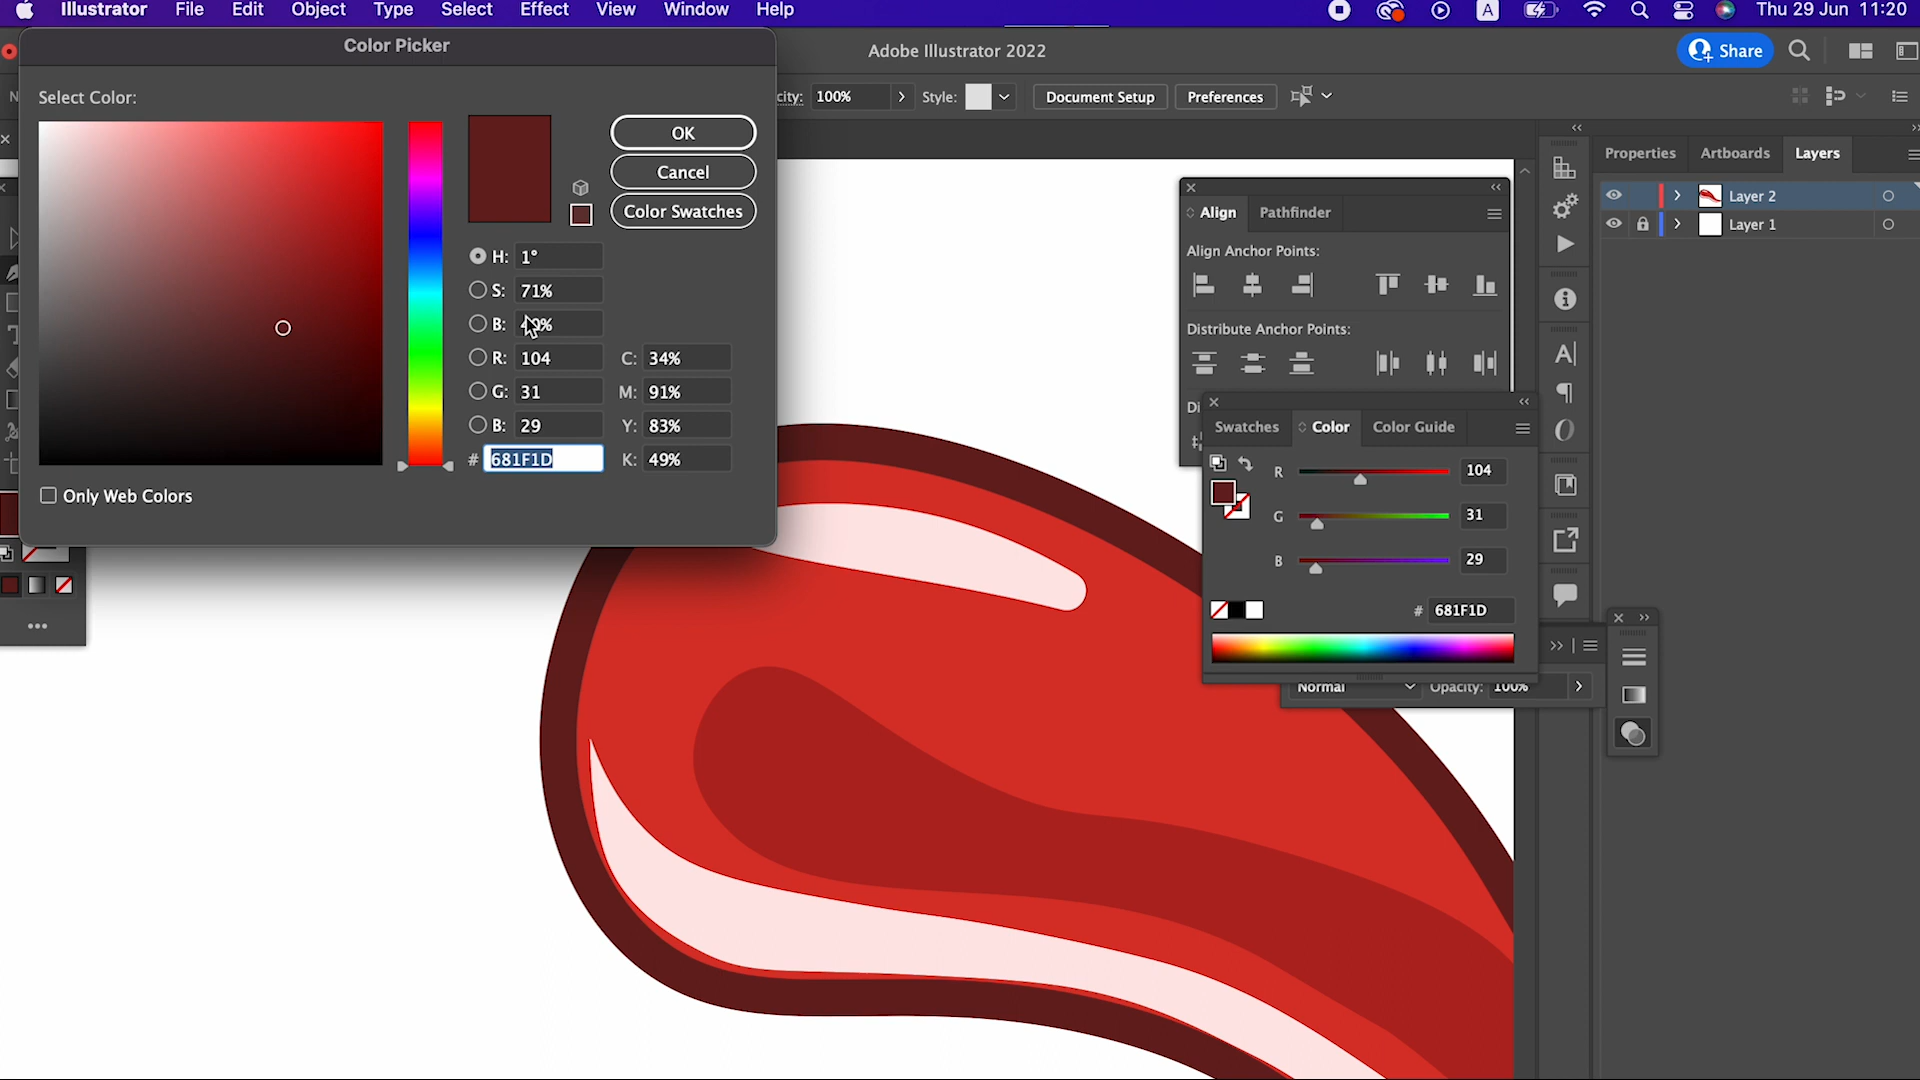 Illustrator File Edit Object Type Select Effect View Window Help
A
Thu 29 Jun 11:20
Color Picker
Adobe Illustrator 2022
Share
Select Color:
city: 100% Style: Document Setup Preferences
OK
Cancel
Color Swatches
H: 1°
S: 71%
B:
R: 104
G: 31
B: 29
# 681F1D
C: 34%
M: 91%
Y: 83%
K: 49%
Only Web Colors
Align Pathfinder
Align Anchor Points:
Distribute Anchor Points:
Di
Swatches Color Color Guide
R 104
G 31
B 29
# 681F1D
Normal Opacity: 100%
Properties Artboards Layers
Layer 2
Layer 1